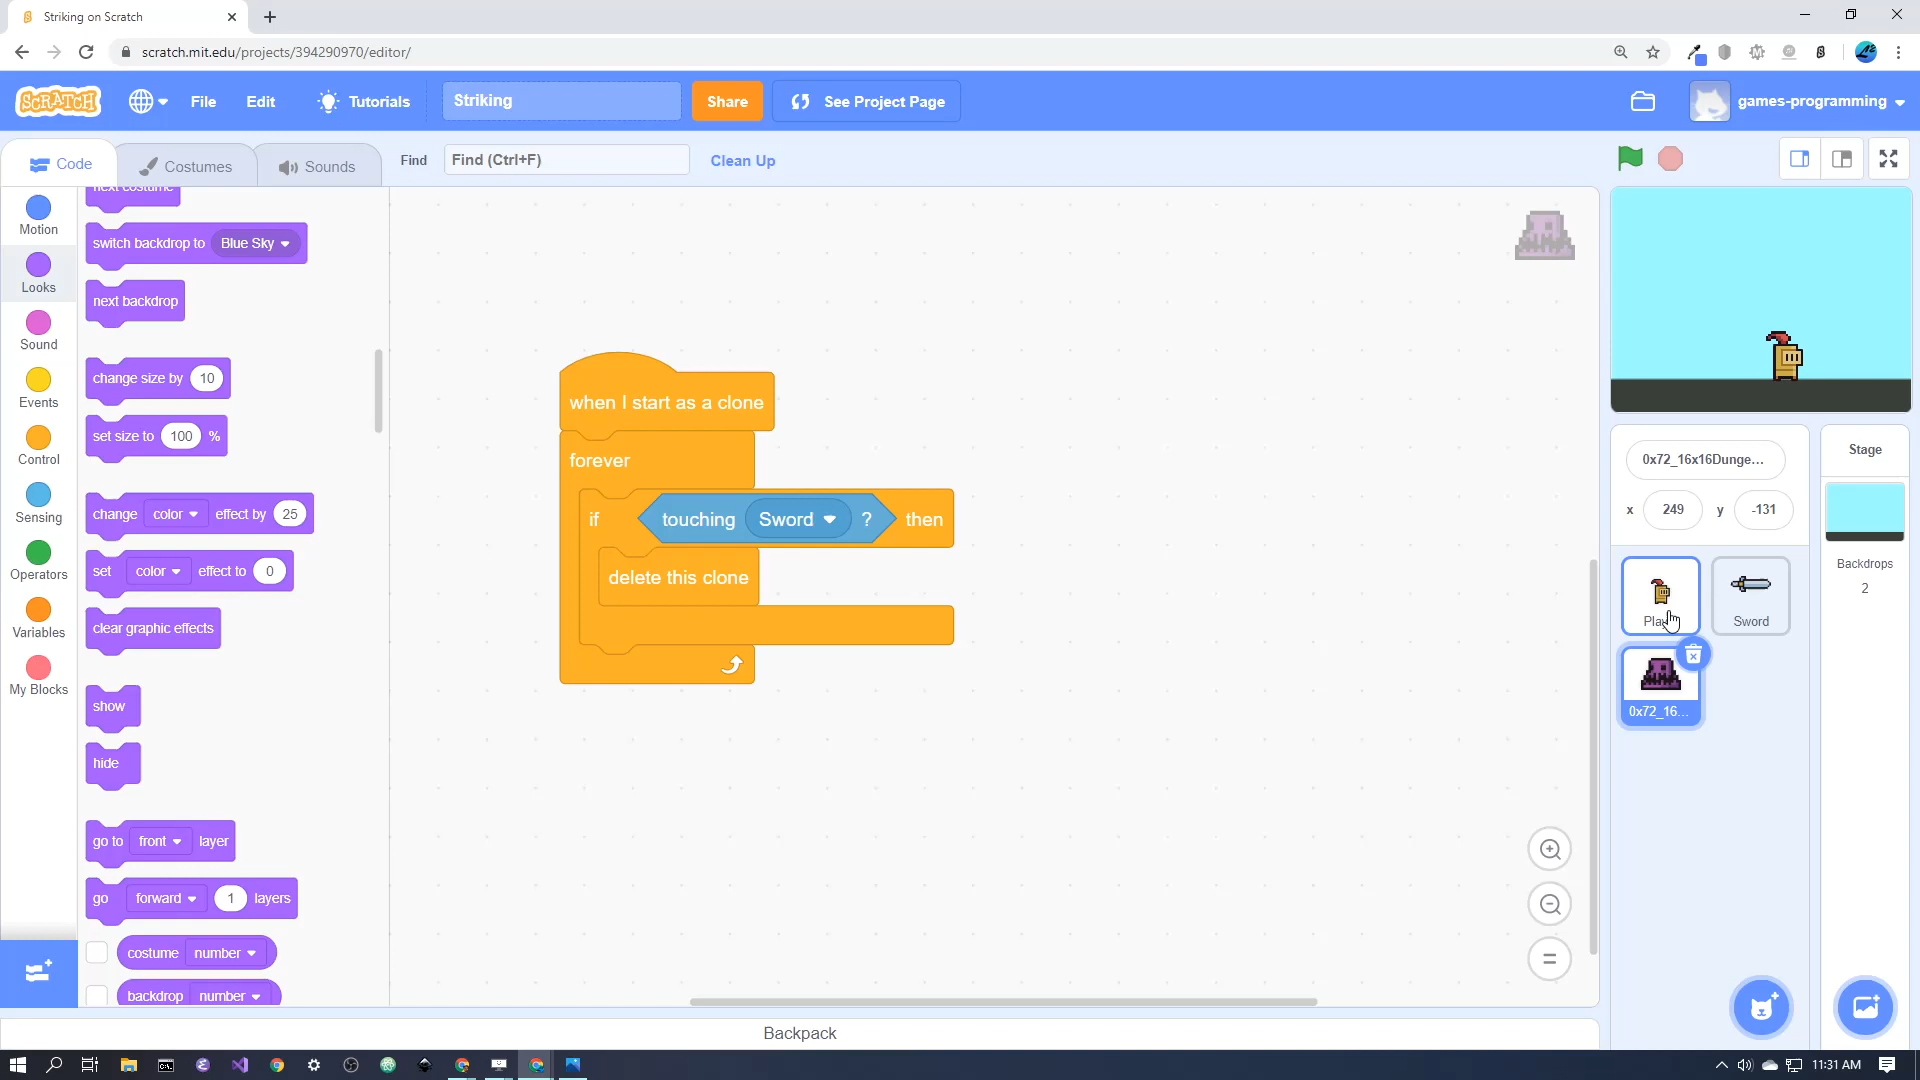 Striking on Scratch
scratch.mit.edu/projects/394290970/editor/
SCRATCH
File
Edit
Tutorials
Striking
Share
See Project Page
games-programming
Code
Costumes
Sounds
Find
Find (Ctrl+F)
Clean Up
Motion
Looks
Sound
Events
Control
Sensing
Operators
Variables
My Blocks
next costume
switch backdrop to Blue Sky
next backdrop
change size by 10
set size to 100 %
change color effect by 25
set color effect to 0
clear graphic effects
show
hide
go to front layer
go forward 1 layers
costume number
backdrop number
when I start as a clone
forever
if touching Sword ? then
delete this clone
0x72_16x16Dunge...
x 249 y -131
Sword
0x72_16...
Stage
Backdrops
2
Backpack
11:31 AM